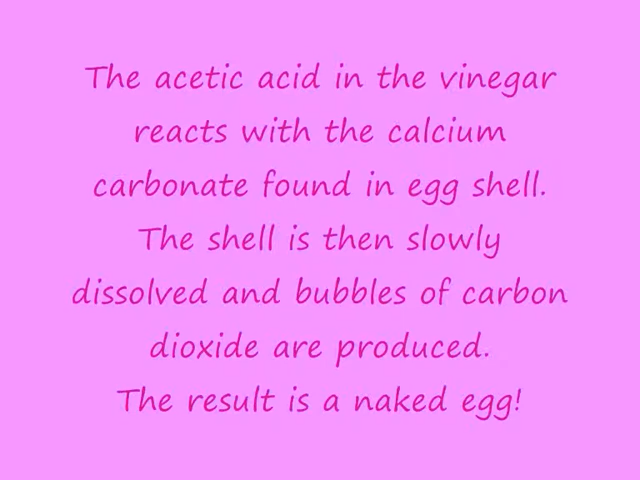 The acetic acid in the vinegar
reacts with the calcium
carbonate found in egg shell.
The shell is then slowly
dissolved and bubbles of carbon
dioxide are produced.
The result is a naked egg!